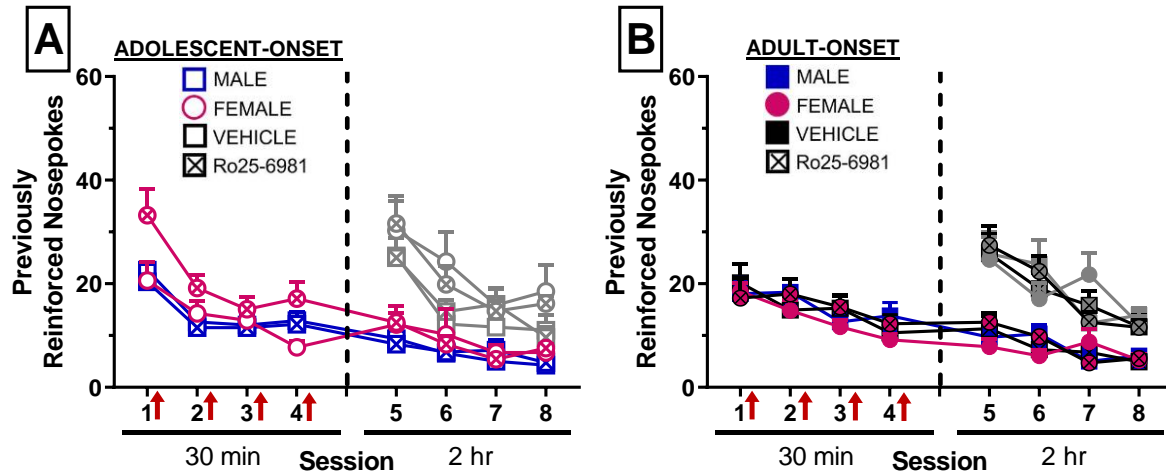 A
ADOLESCENT-ONSET
MALE
FEMALE
VEHICLE
Ro25-6981
Previously
Reinforced Nosepokes
60
40
20
0
1
2
3
4
5
6
7
8
30 min
Session
2 hr
B
ADULT-ONSET
MALE
FEMALE
VEHICLE
Ro25-6981
Previously
Reinforced Nosepokes
60
40
20
0
1
2
3
4
5
6
7
8
30 min
Session
2 hr